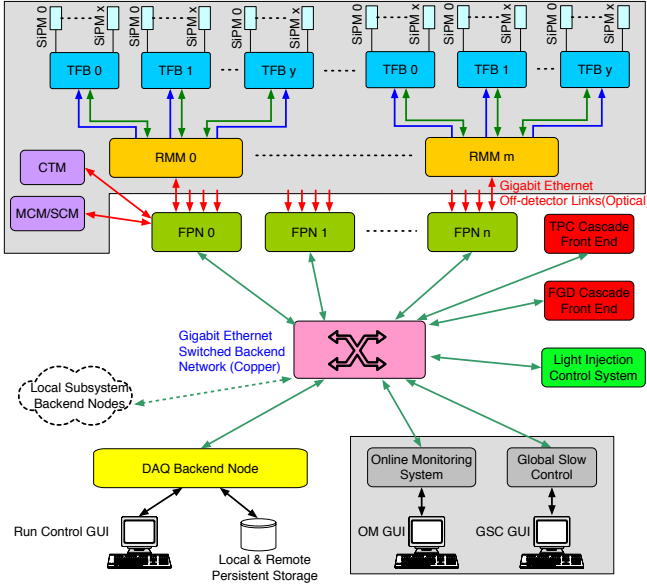 SiPM 0
SiPM x
SiPM 0
SiPM x
SiPM 0
SiPM x
SiPM 0
SiPM x
SiPM 0
SiPM x
SiPM 0
SiPM x
TFB 0
TFB 1
TFB y
TFB 0
TFB 1
TFB y
RMM 0
RMM m
CTM
MCM/SCM
Gigabit Ethernet
Off-detector Links(Optical)
FPN 0
FPN 1
FPN n
TPC Cascade
Front End
FGD Cascade
Front End
Gigabit Ethernet
Switched Backend
Network (Copper)
Light Injection
Control System
Local Subsystem
Backend Nodes
DAQ Backend Node
Online Monitoring
System
Global Slow
Control
Run Control GUI
OM GUI
GSC GUI
Local & Remote
Persistent Storage